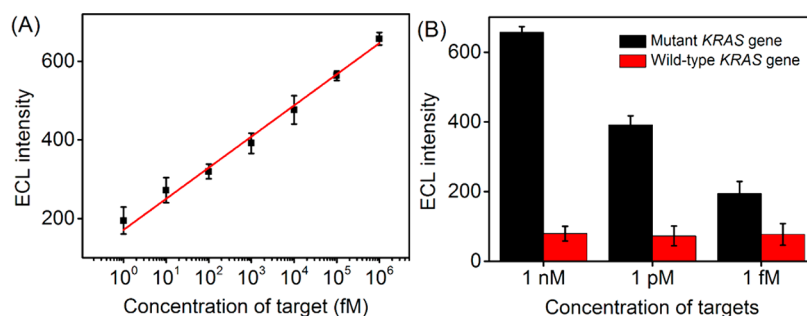 (A)
600
400
200
ECL intensity
10^0 10^1 10^2 10^3 10^4 10^5 10^6
Concentration of target (fM)
(B)
600
400
200
0
ECL intensity
Mutant KRAS gene
Wild-type KRAS gene
1 nM 1 pM 1 fM
Concentration of targets